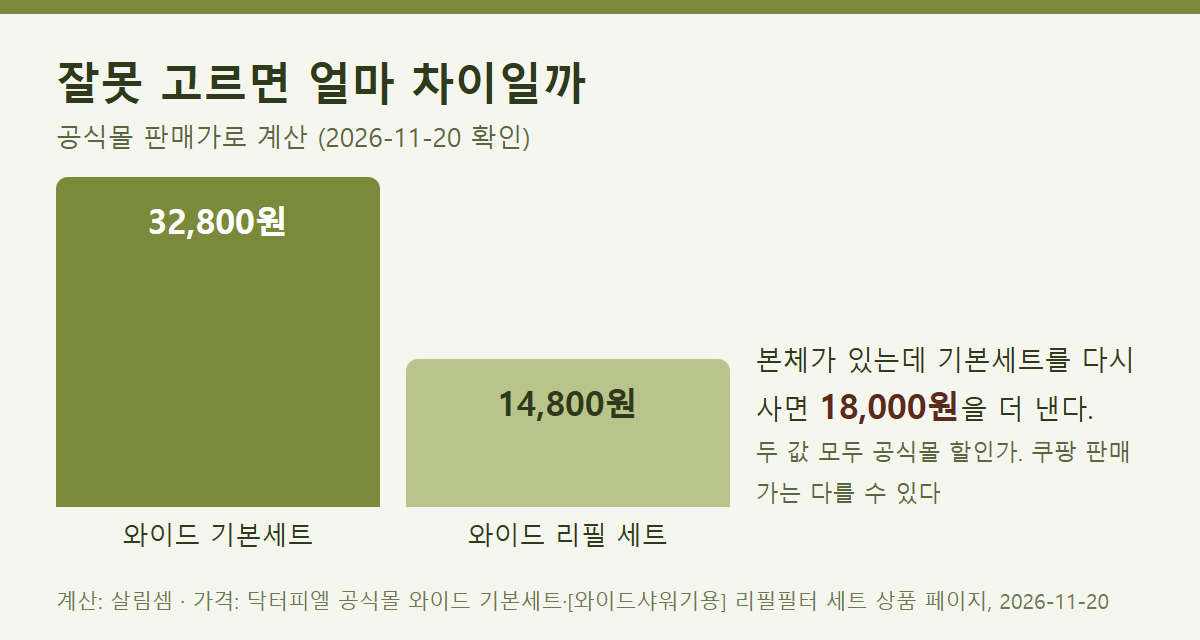 잘못 고르면 얼마 차이일까
공식몰 판매가로 계산 (2026-11-20 확인)
32,800원
14,800원
본체가 있는데 기본세트를 다시
사면 18,000원을 더 낸다.
두 값 모두 공식몰 할인가. 쿠팡 판매
가는 다를 수 있다
와이드 기본세트
와이드 리필 세트
계산: 살림셈 · 가격: 닥터피엘 공식몰 와이드 기본세트·[와이드샤워기용] 리필필터 세트 상품 페이지, 2026-11-20